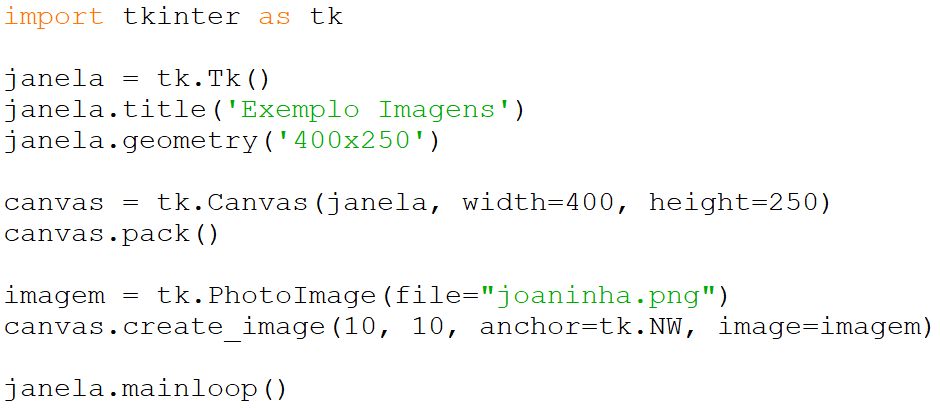 import tkinter as tk
janela = tk.Tk()
janela.title('Exemplo Imagens')
janela.geometry('400x250')
canvas = tk.Canvas(janela, width=400, height=250)
canvas.pack()
imagem = tk.PhotoImage(file="joaninha.png")
canvas.create_image(10, 10, anchor=tk.NW, image=imagem)
janela.mainloop()